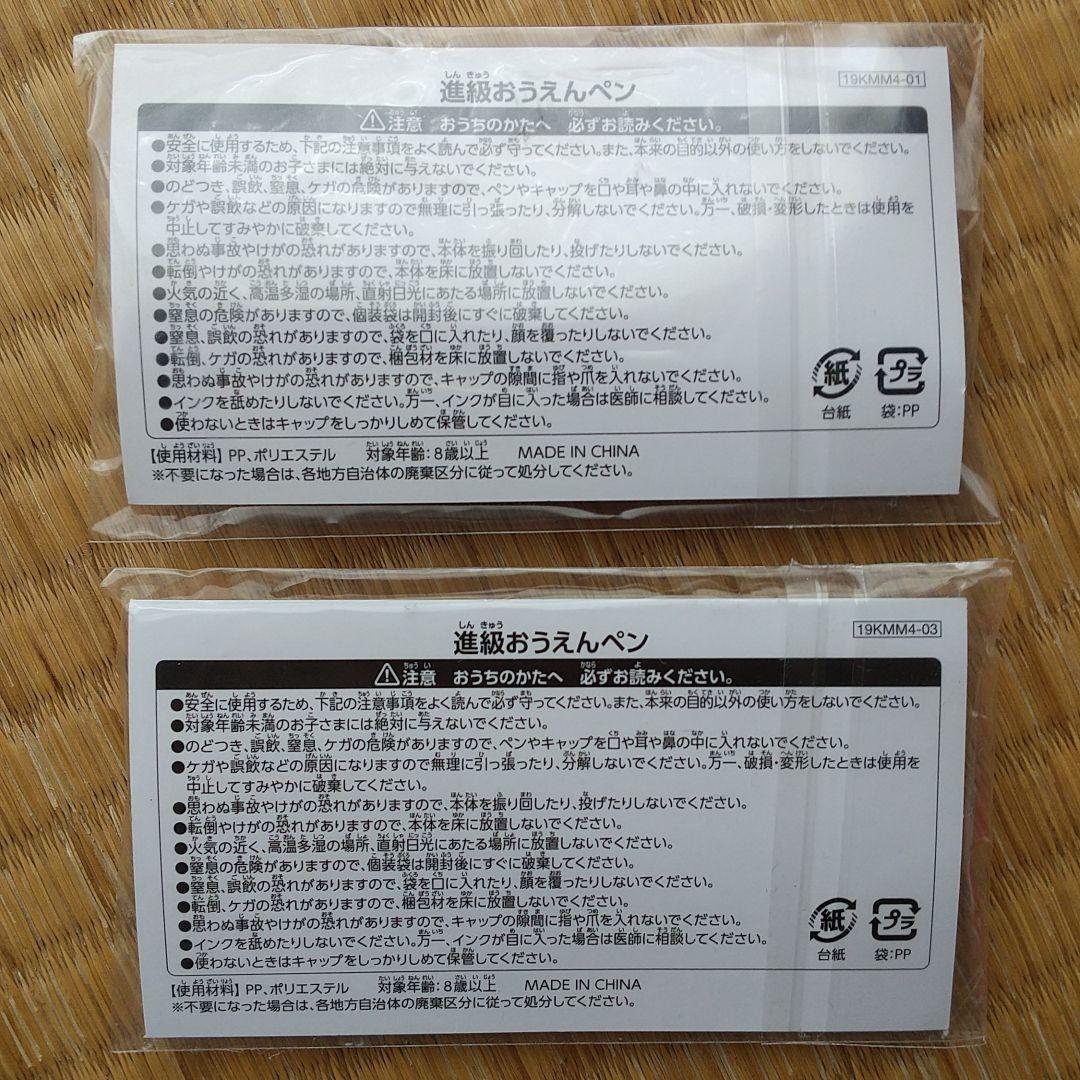 進級おうえんペン
19KMM4-01
注意 おうちのかたへ 必ずお読みください。
●安全に使用するため、下記の注意事項をよく読んで必ず守ってください。また、本来の目的以外の使い方をしないでください。
●対象年齢未満のお子さまには絶対に与えないでください。
●のどつき、誤飲、窒息、ケガの危険がありますので、ペンやキャップを口や耳や鼻の中に入れないでください。
●ケガや誤飲などの原因になりますので無理に引っ張ったり、分解しないでください。万一、破損・変形したときは使用を
中止してすみやかに破棄してください。
●思わぬ事故やけがの恐れがありますので、本体を振り回したり、投げたりしないでください。
●転倒やけがの恐れがありますので、本体を床に放置しないでください。
●火気の近く、高温多湿の場所、直射日光にあたる場所に放置しないでください。
●窒息の危険がありますので、個装袋は開封後にすぐに破棄してください。
●窒息、誤飲の恐れがありますので、袋を口に入れたり、顔を覆ったりしないでください。
●転倒、ケガの恐れがありますので、梱包材を床に放置しないでください。
●思わぬ事故やけがの恐れがありますので、キャップの隙間に指や爪を入れないでください。
●インクを舐めたりしないでください。万一、インクが目に入った場合は医師に相談してください。
●使わないときはキャップをしっかりしめて保管してください。
紙 プラ
台紙 袋:PP
【使用材料】PP、ポリエステル 対象年齢:8歳以上 MADE IN CHINA
※不要になった場合は、各地方自治体の廃棄区分に従って処分してください。
進級おうえんペン
19KMM4-03
注意 おうちのかたへ 必ずお読みください。
●安全に使用するため、下記の注意事項をよく読んで必ず守ってください。また、本来の目的以外の使い方をしないでください。
●対象年齢未満のお子さまには絶対に与えないでください。
●のどつき、誤飲、窒息、ケガの危険がありますので、ペンやキャップを口や耳や鼻の中に入れないでください。
●ケガや誤飲などの原因になりますので無理に引っ張ったり、分解しないでください。万一、破損・変形したときは使用を
中止してすみやかに破棄してください。
●思わぬ事故やけがの恐れがありますので、本体を振り回したり、投げたりしないでください。
●転倒やけがの恐れがありますので、本体を床に放置しないでください。
●火気の近く、高温多湿の場所、直射日光にあたる場所に放置しないでください。
●窒息の危険がありますので、個装袋は開封後にすぐに破棄してください。
●窒息、誤飲の恐れがありますので、袋を口に入れたり、顔を覆ったりしないでください。
●転倒、ケガの恐れがありますので、梱包材を床に放置しないでください。
●思わぬ事故やけがの恐れがありますので、キャップの隙間に指や爪を入れないでください。
●インクを舐めたりしないでください。万一、インクが目に入った場合は医師に相談してください。
●使わないときはキャップをしっかりしめて保管してください。
紙 プラ
台紙 袋:PP
【使用材料】PP、ポリエステル 対象年齢:8歳以上 MADE IN CHINA
※不要になった場合は、各地方自治体の廃棄区分に従って処分してください。